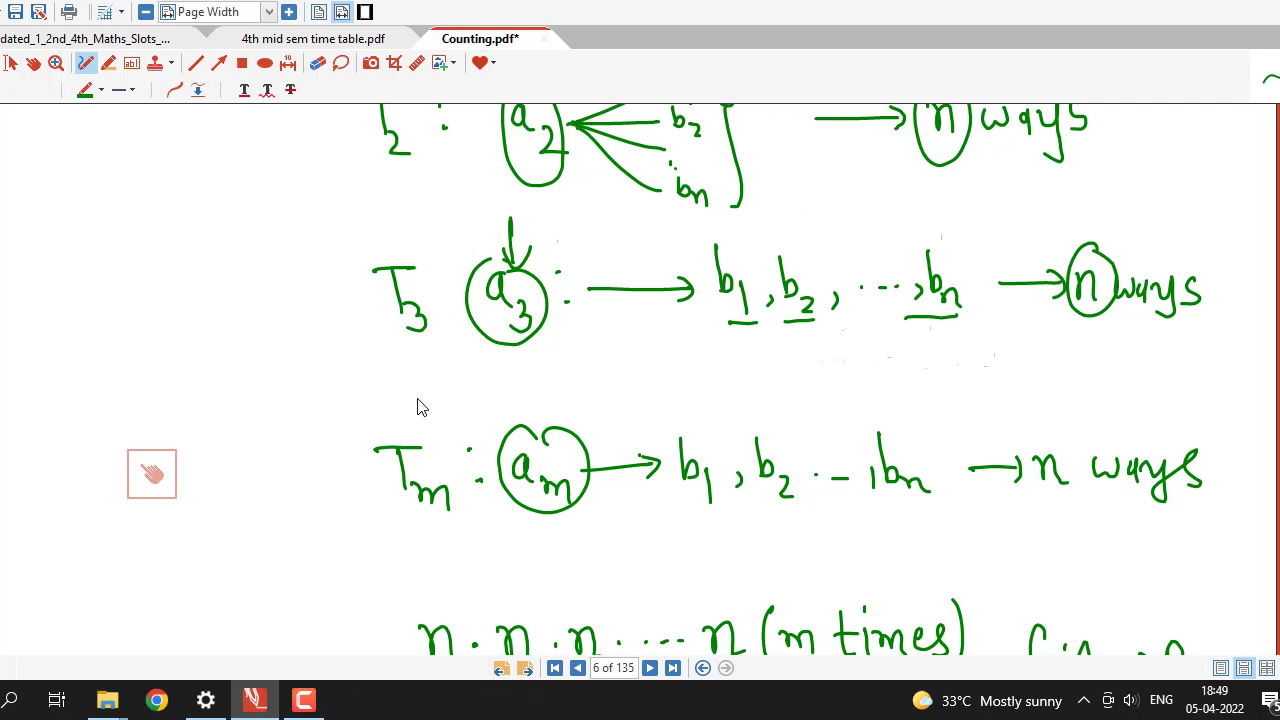 Page Width
dated_1_2nd_4th_Maths_Slots_... 4th mid sem time_table.pdf Counting.pdf*
T2 : a2 b2 ⋮ bn → n ways
T3 a3 : → b1, b2, ...., bn → n ways
Tm : am → b1, b2 . – , bn → n ways
n . n . n . .... n (m times)
6 of 135
33°C Mostly sunny ENG 18:49
05-04-2022